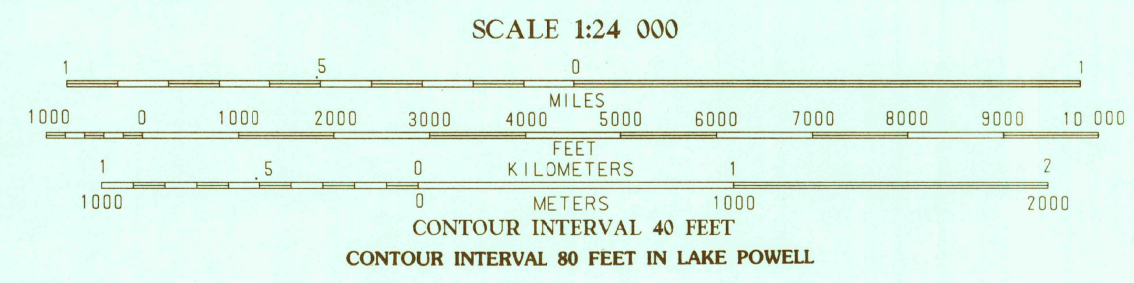 SCALE 1:24 000
1 .5 0 1
MILES
1000 0 1000 2000 3000 4000 5000 6000 7000 8000 9000 10 000
FEET
1 .5 0 KILOMETERS 1 2
1000 0 METERS 1000 2000
CONTOUR INTERVAL 40 FEET
CONTOUR INTERVAL 80 FEET IN LAKE POWELL